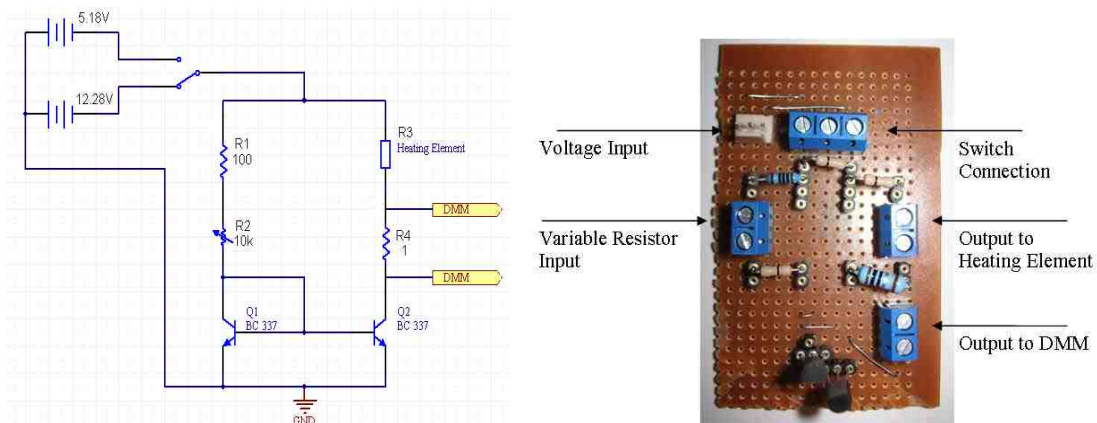 5.18V
12.28V
R1
100
R2
10k
R3
Heating Element
DMM
R4
1
DMM
Q1
BC 337
Q2
BC 337
GND
Voltage Input
Switch
Connection
Variable Resistor
Input
Output to
Heating Element
Output to DMM